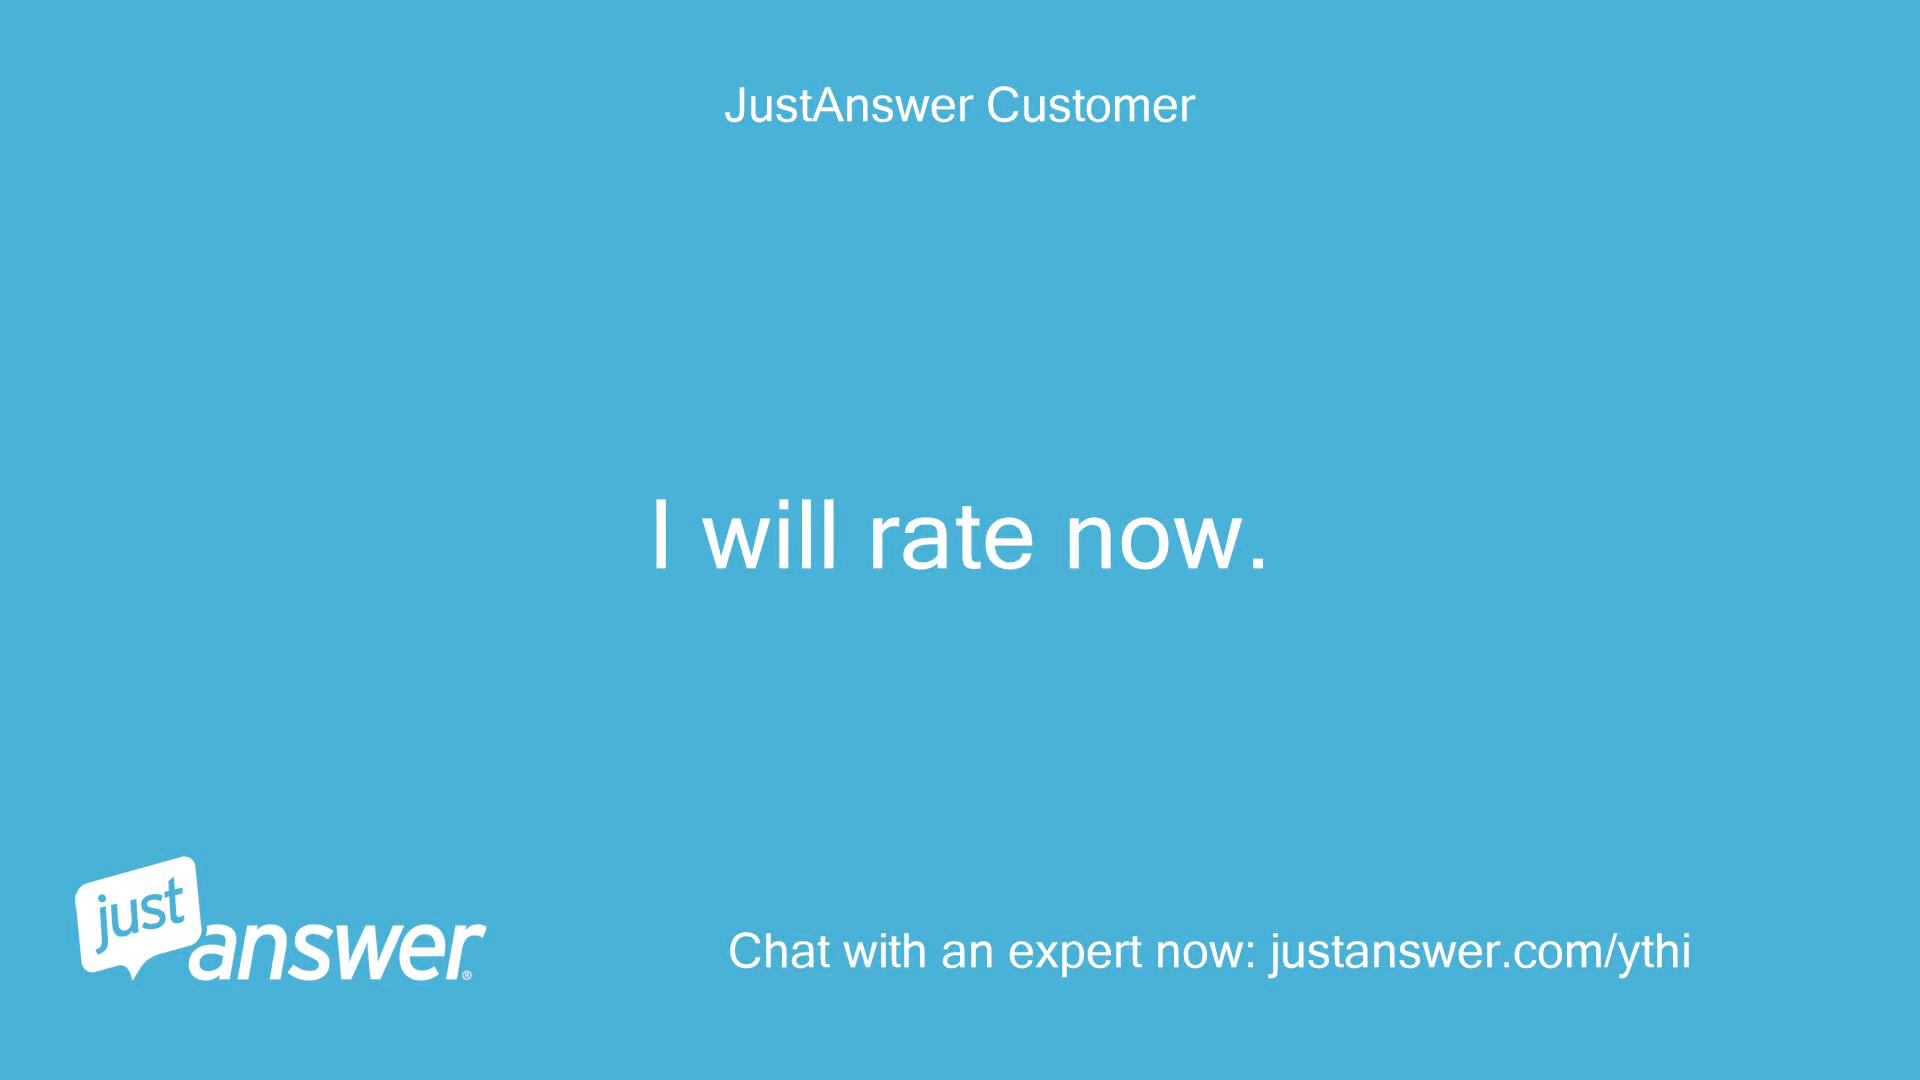 JustAnswer Customer
I will rate now.
just
answer®
Chat with an expert now: justanswer.com/ythi